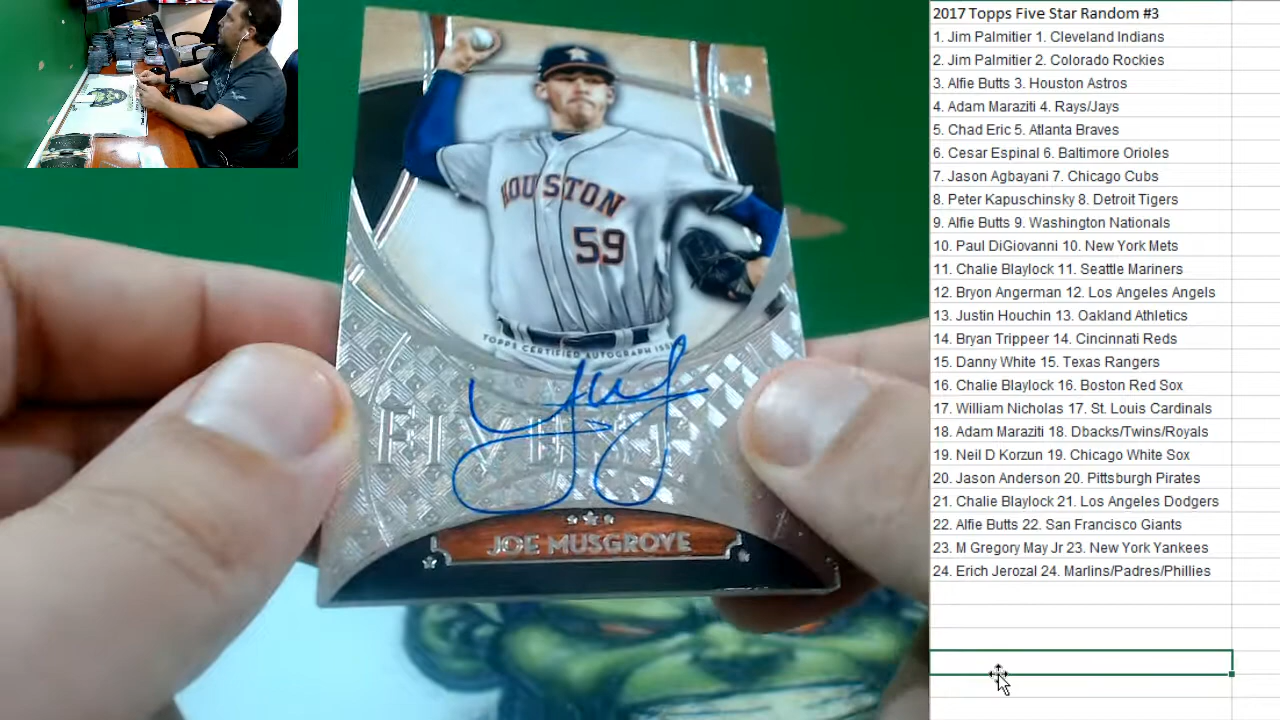 HOUSTON
59
TOPPS CERTIFIED AUTOGRAPH ISSUE
FIVE
JOE MUSGROVE
2017 Topps Five Star Random #3
1. Jim Palmitier 1. Cleveland Indians
2. Jim Palmitier 2. Colorado Rockies
3. Alfie Butts 3. Houston Astros
4. Adam Maraziti 4. Rays/Jays
5. Chad Eric 5. Atlanta Braves
6. Cesar Espinal 6. Baltimore Orioles
7. Jason Agbayani 7. Chicago Cubs
8. Peter Kapuschinsky 8. Detroit Tigers
9. Alfie Butts 9. Washington Nationals
10. Paul DiGiovanni 10. New York Mets
11. Chalie Blaylock 11. Seattle Mariners
12. Bryon Angerman 12. Los Angeles Angels
13. Justin Houchin 13. Oakland Athletics
14. Bryan Trippeer 14. Cincinnati Reds
15. Danny White 15. Texas Rangers
16. Chalie Blaylock 16. Boston Red Sox
17. William Nicholas 17. St. Louis Cardinals
18. Adam Maraziti 18. Dbacks/Twins/Royals
19. Neil D Korzun 19. Chicago White Sox
20. Jason Anderson 20. Pittsburgh Pirates
21. Chalie Blaylock 21. Los Angeles Dodgers
22. Alfie Butts 22. San Francisco Giants
23. M Gregory May Jr 23. New York Yankees
24. Erich Jerozal 24. Marlins/Padres/Phillies